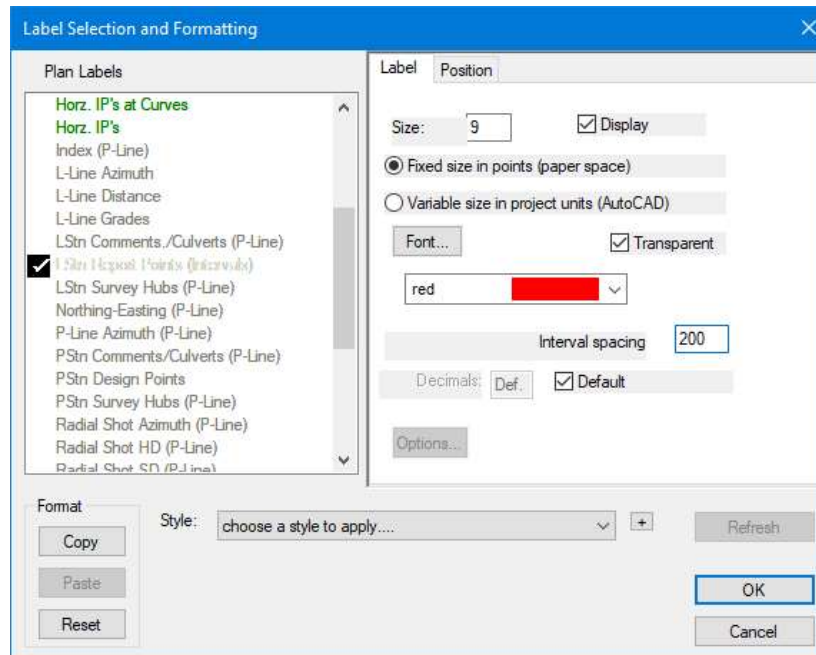 Label Selection and Formatting
Plan Labels
Horz. IP's at Curves
Horz. IP's
Index (P-Line)
L-Line Azimuth
L-Line Distance
L-Line Grades
LStn Comments./Culverts (P-Line)
LStn Report Points (Intervals)
LStn Survey Hubs (P-Line)
Northing-Easting (P-Line)
P-Line Azimuth (P-Line)
PStn Comments/Culverts (P-Line)
PStn Design Points
PStn Survey Hubs (P-Line)
Radial Shot Azimuth (P-Line)
Radial Shot HD (P-Line)
Radial Shot SD (P-Line)
Label Position
Size: 9 Display
Fixed size in points (paper space)
Variable size in project units (AutoCAD)
Font... Transparent
red
Interval spacing 200
Decimals: Def. Default
Options...
Format
Copy
Paste
Reset
Style: choose a style to apply.... +
Refresh
OK
Cancel